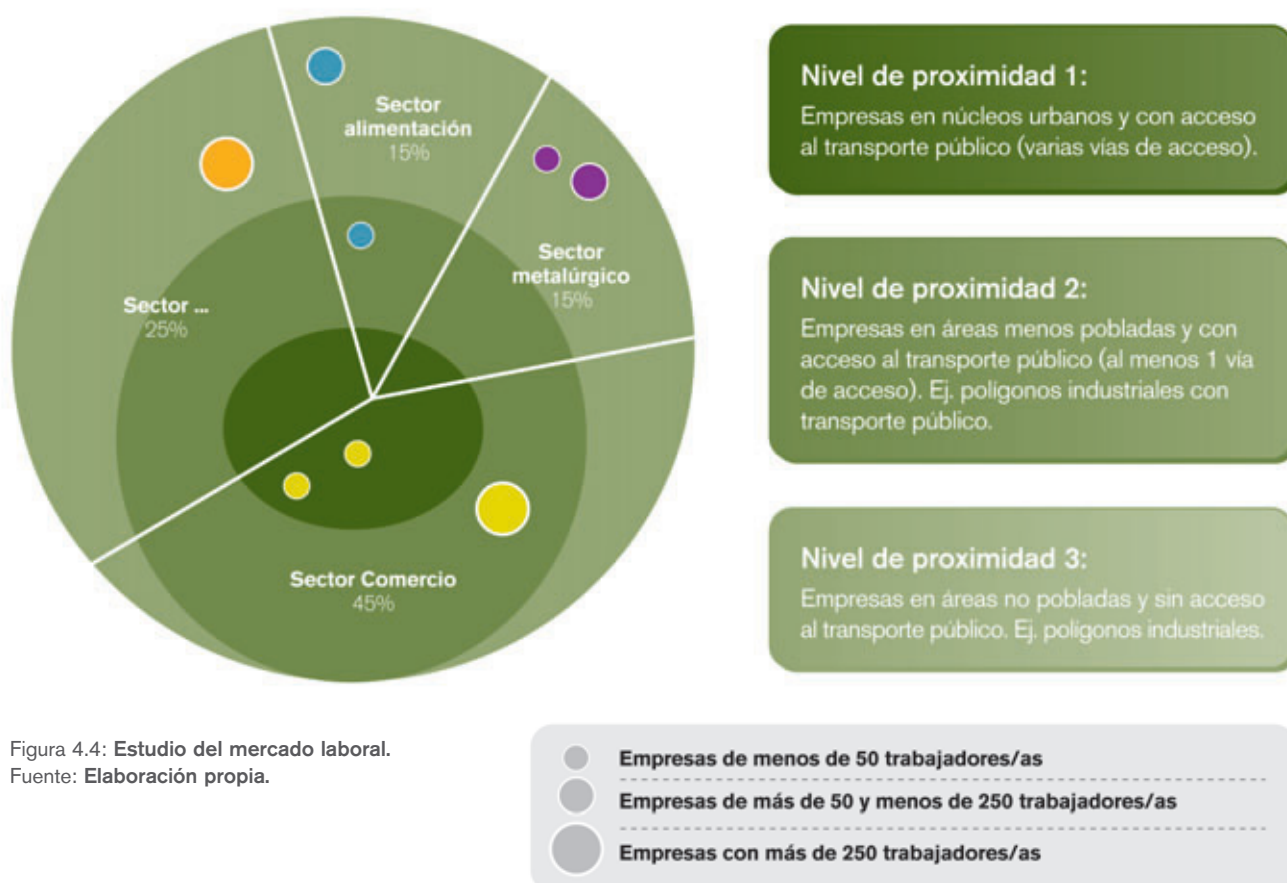 Sector
alimentación
15%
Sector
metalúrgico
15%
Sector ...
25%
Sector Comercio
45%
Nivel de proximidad 1:
Empresas en núcleos urbanos y con acceso
al transporte público (varias vías de acceso).
Nivel de proximidad 2:
Empresas en áreas menos pobladas y con
acceso al transporte público (al menos 1 vía
de acceso). Ej. polígonos industriales con
transporte público.
Nivel de proximidad 3:
Empresas en áreas no pobladas y sin acceso
al transporte público. Ej. polígonos industriales.
Figura 4.4: Estudio del mercado laboral.
Fuente: Elaboración propia.
Empresas de menos de 50 trabajadores/as
Empresas de más de 50 y menos de 250 trabajadores/as
Empresas con más de 250 trabajadores/as